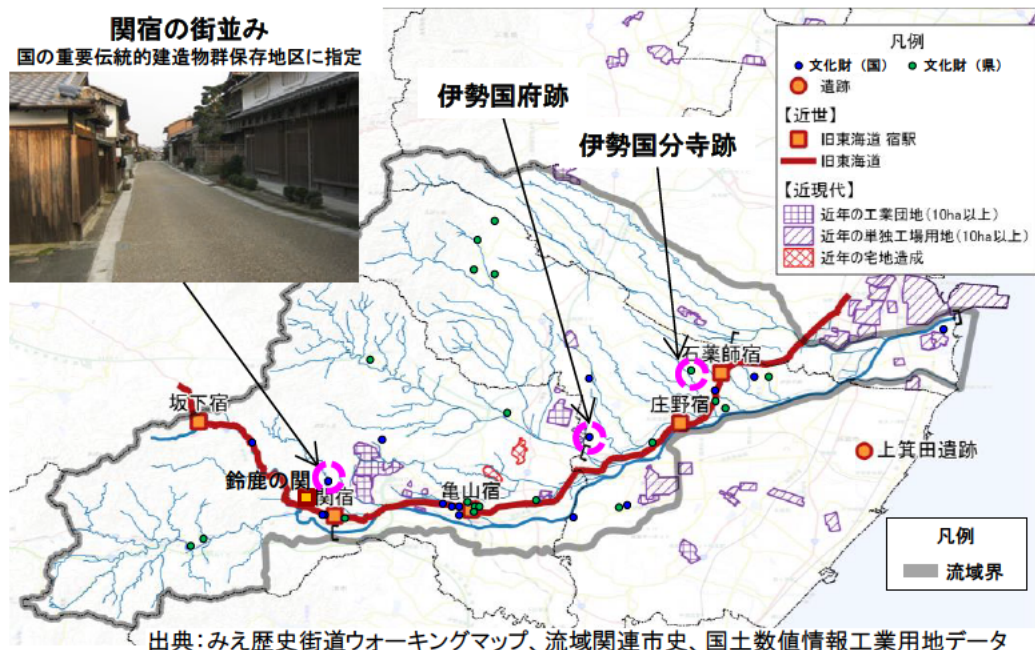 関宿の街並み
国の重要伝統的建造物群保存地区に指定
伊勢国府跡
伊勢国分寺跡
凡例
文化財（国） 文化財（県）
遺跡
【近世】
旧東海道 宿駅
旧東海道
【近現代】
近年の工業団地(10ha以上)
近年の単独工場用地(10ha以上)
近年の宅地造成
石薬師宿
庄野宿
坂下宿
上箕田遺跡
鈴鹿の関
関宿
亀山宿
凡例
流域界
出典：みえ歴史街道ウォーキングマップ、流域関連市史、国土数値情報工業用地データ